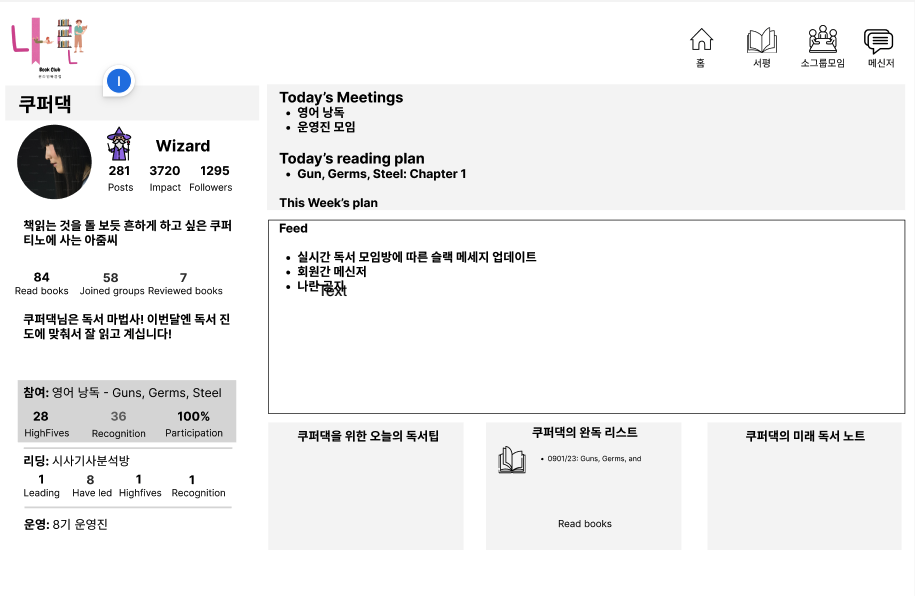 나란
Book Club
홈
서평
소그룹모임
메신저
I
쿠퍼댁
Wizard
281
3720
1295
Posts
Impact
Followers
책읽는 것을 돌 보듯 흔하게 하고 싶은 쿠퍼
티노에 사는 아줌씨
84
58
7
Read books
Joined groups
Reviewed books
쿠퍼댁님은 독서 마법사! 이번달엔 독서 진
도에 맞춰서 잘 읽고 계십니다!
참여: 영어 낭독 - Guns, Germs, Steel
28
36
100%
HighFives
Recognition
Participation
리딩: 시사기사분석방
1
8
1
1
Leading
Have led
Highfives
Recognition
운영: 8기 운영진
Today's Meetings
• 영어 낭독
• 운영진 모임
Today's reading plan
• Gun, Germs, Steel: Chapter 1
This Week's plan
Feed
• 실시간 독서 모임방에 따른 슬랙 메세지 업데이트
• 회원간 메신저
• 나란 공지
Text
쿠퍼댁을 위한 오늘의 독서팁
쿠퍼댁의 완독 리스트
• 0901/23: Guns, Germs, and
Read books
쿠퍼댁의 미래 독서 노트